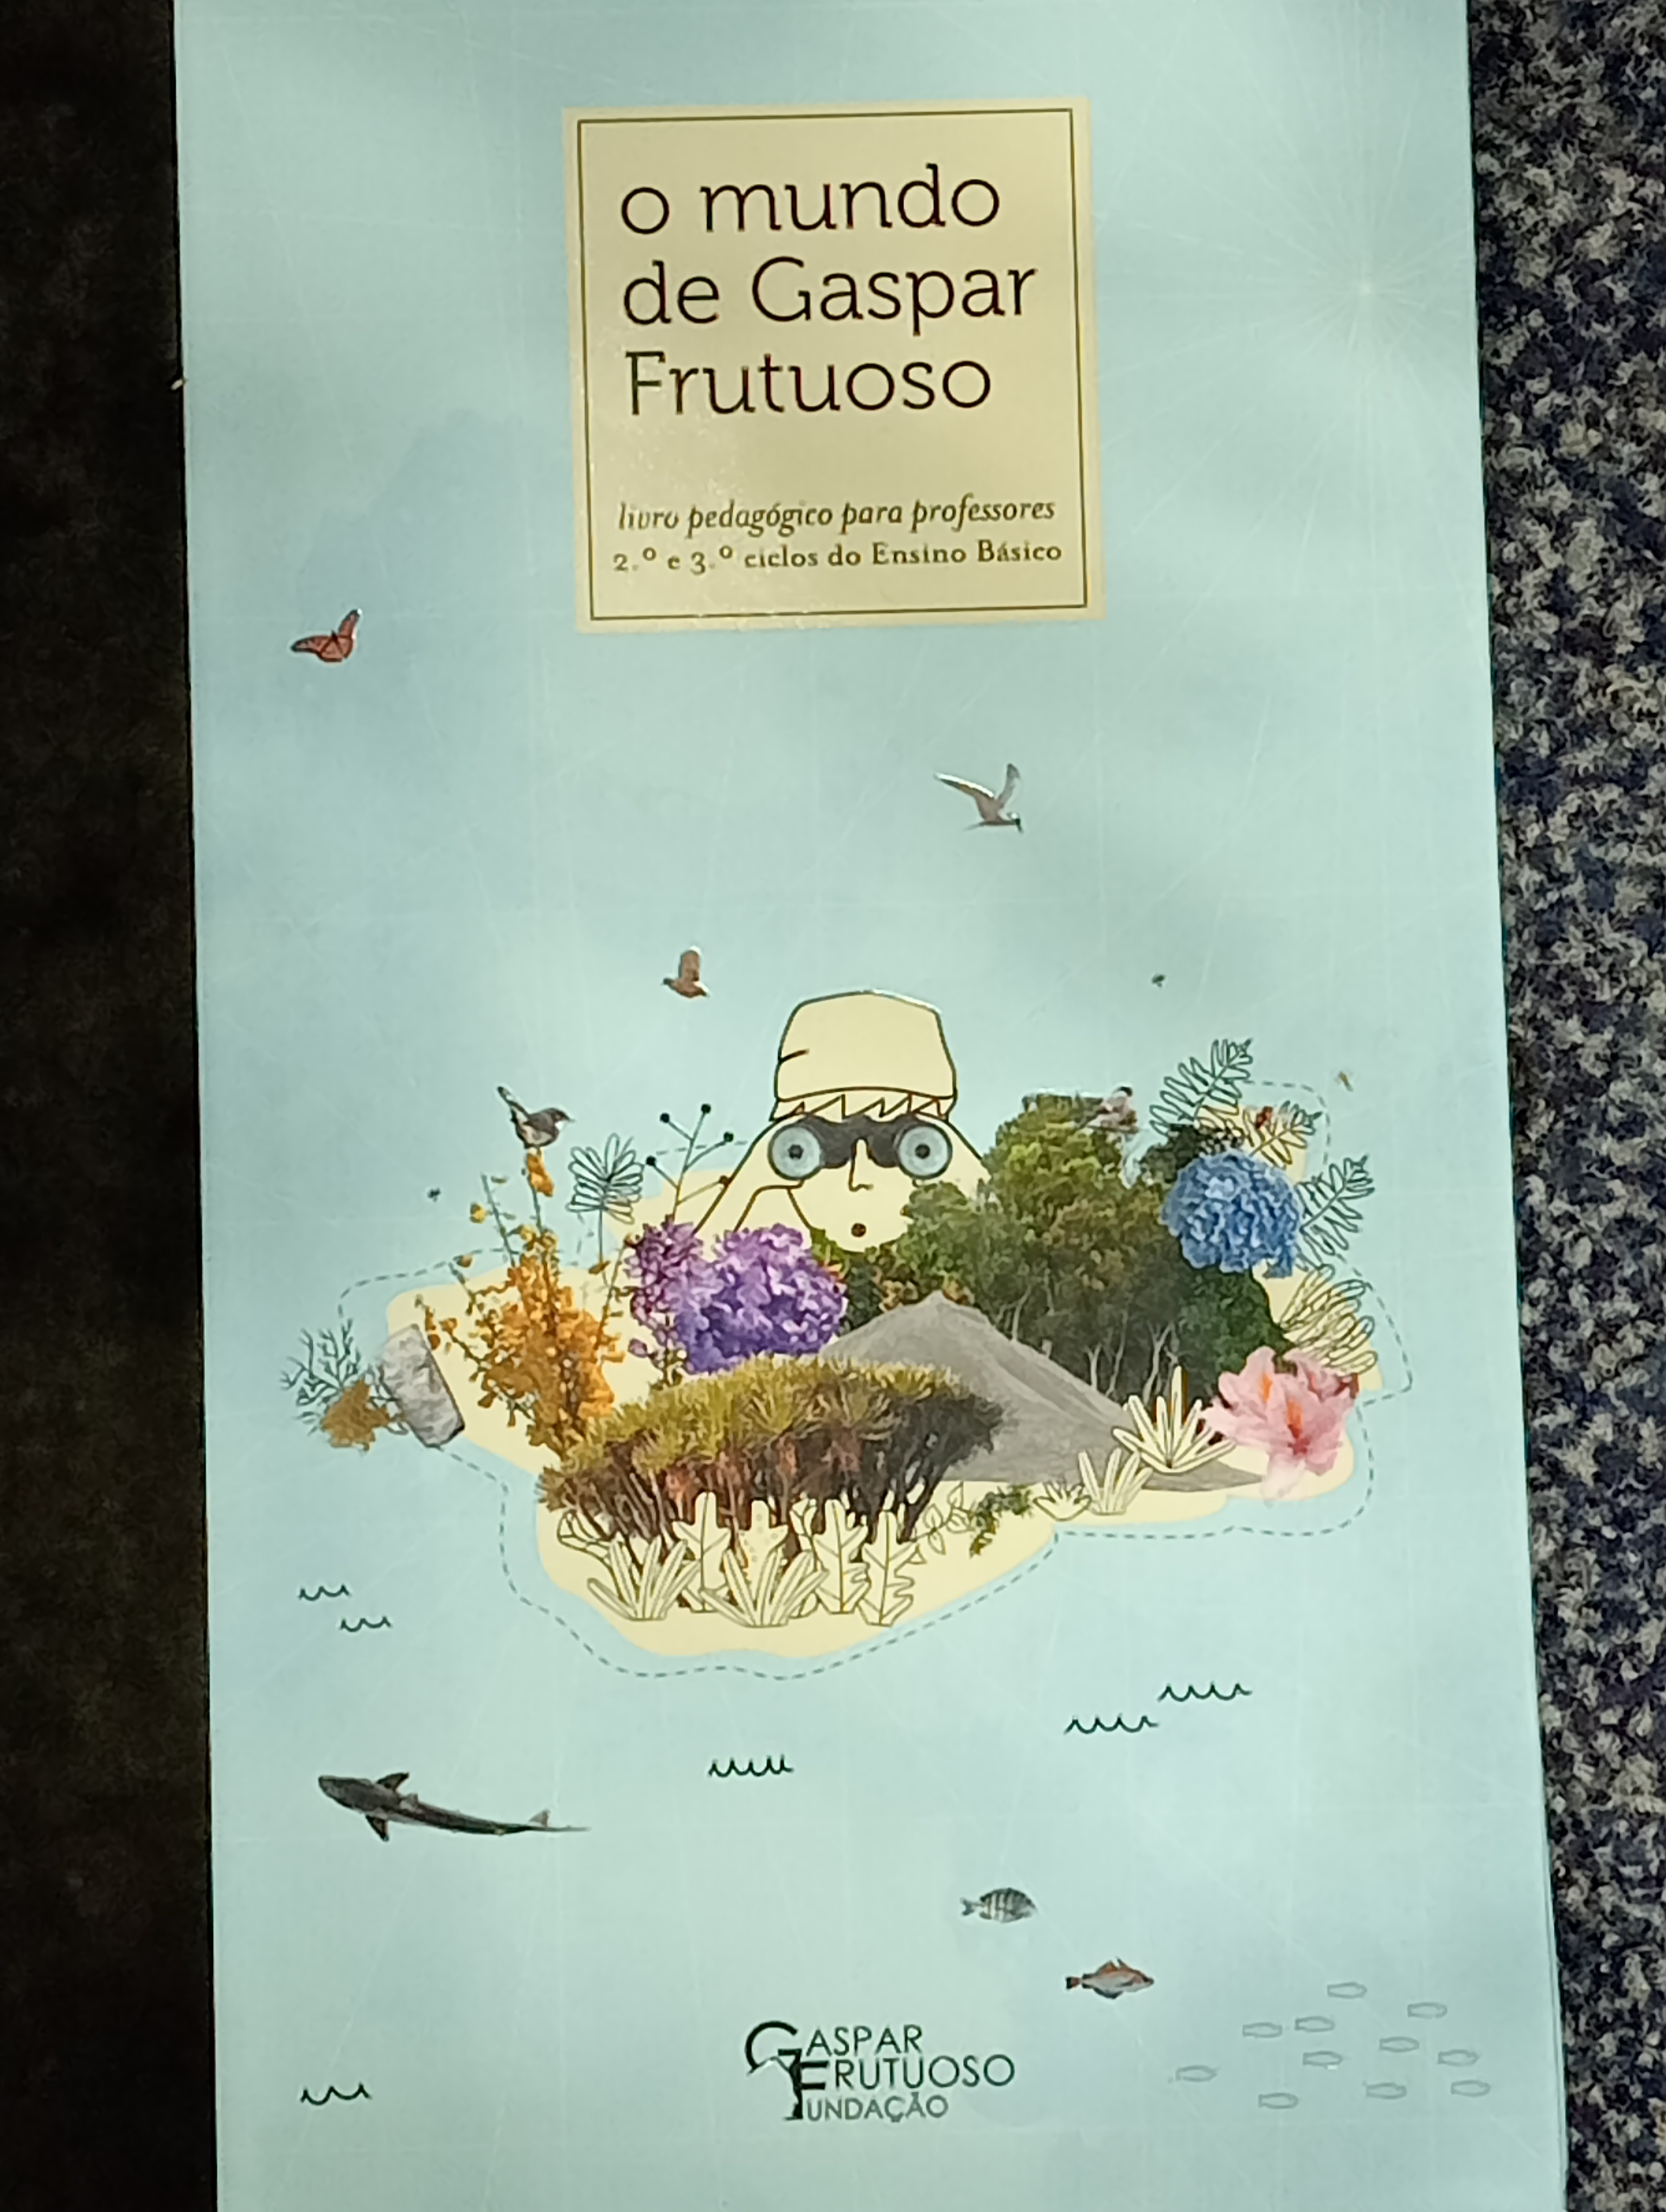 o mundo
de Gaspar
Frutuoso
livro pedagógico para professores
2.º e 3.º ciclos do Ensino Básico
GASPAR
FRUTUOSO
FUNDAÇÃO